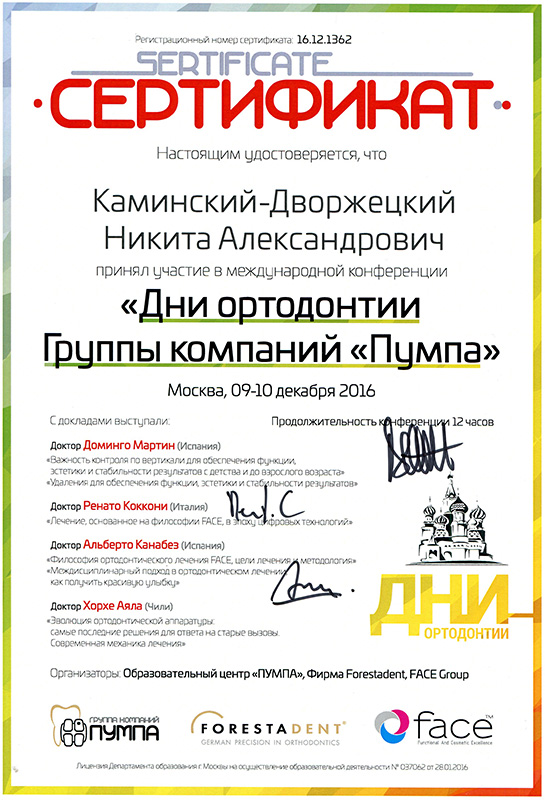 Регистрационный номер сертификата: 16.12.1362
SERTIFICATE
СЕРТИФИКАТ
Настоящим удостоверяется, что
Каминский-Дворжецкий
Никита Александрович
принял участие в международной конференции
«Дни ортодонтии
Группы компаний «Пумпа»
Москва, 09-10 декабря 2016
С докладами выступали:
Продолжительность конференции 12 часов
Доктор Доминго Мартин (Испания)
«Важность контроля по вертикали для обеспечения функции,
эстетики и стабильности результатов с детства и до взрослого возраста»
«Удаления для обеспечения функции, эстетики и стабильности результатов»
Доктор Ренато Коккони (Италия)
«Лечение, основанное на философии FACE, в эпоху цифровых технологий»
Доктор Альберто Канабез (Испания)
«Философия ортодонтического лечения FACE, цели лечения и методология»
«Междисциплинарный подход в ортодонтическом лечении:
как получить красивую улыбку»
Доктор Хорхе Аяла (Чили)
«Эволюция ортодонтической аппаратуры:
самые последние решения для ответа на старые вызовы.
Современная механика лечения»
ДНИ
ОРТОДОНТИИ
Организаторы: Образовательный центр «ПУМПА», Фирма Forestadent, FACE Group
ГРУППА КОМПАНИЙ
ПУМПА
FORESTADENT®
GERMAN PRECISION IN ORTHODONTICS
face™
Functional And Cosmetic Excellence
Лицензия Департамента образования г. Москвы на осуществление образовательной деятельности № 037062 от 28.01.2016